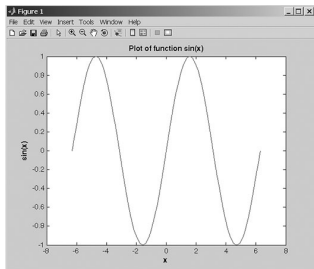 Figure 1
File Edit View Insert Tools Window Help
Plot of function sin(x)
1
0.8
0.6
0.4
0.2
0
-0.2
-0.4
-0.6
-0.8
-1
sin(x)
-8 -6 -4 -2 0 2 4 6 8
x